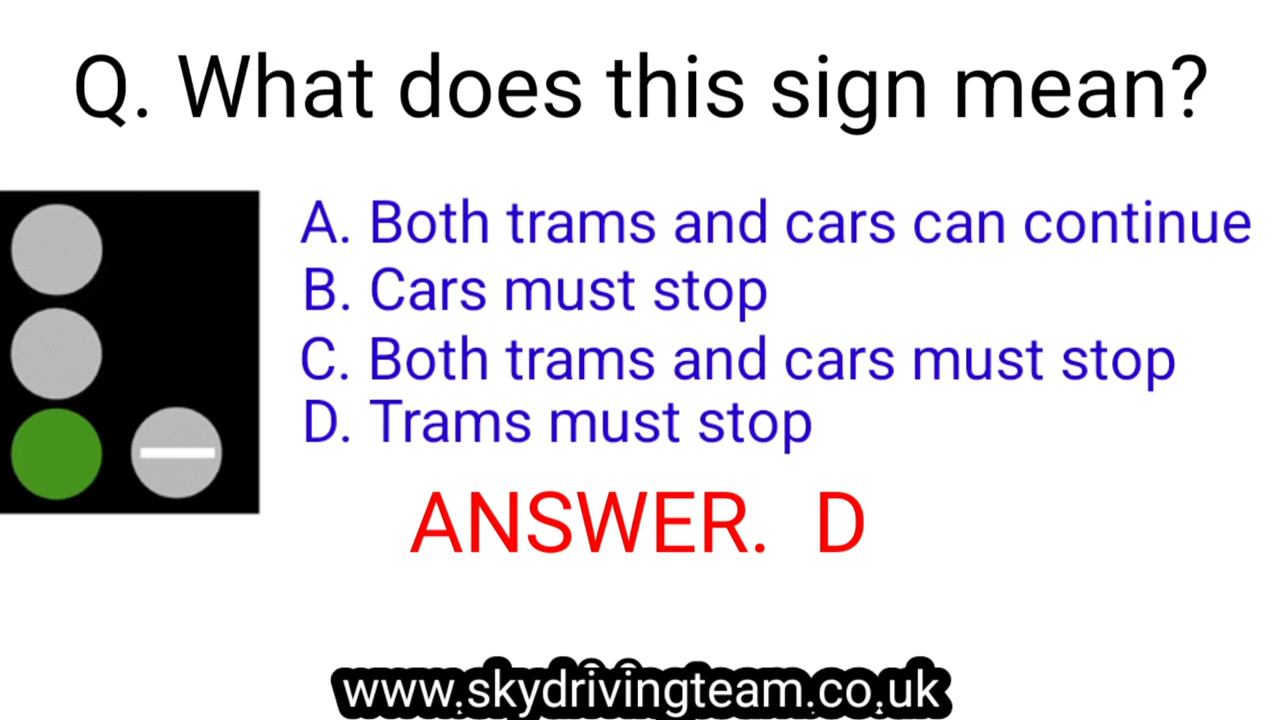 Q. What does this sign mean?
A. Both trams and cars can continue
B. Cars must stop
C. Both trams and cars must stop
D. Trams must stop
ANSWER. D
www.skydrivingteam.co.uk